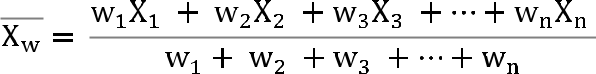 X̄w = (w₁X₁ + w₂X₂ + w₃X₃ + ⋯ + wₙXₙ) / (w₁ + w₂ + w₃ + ⋯ + wₙ)